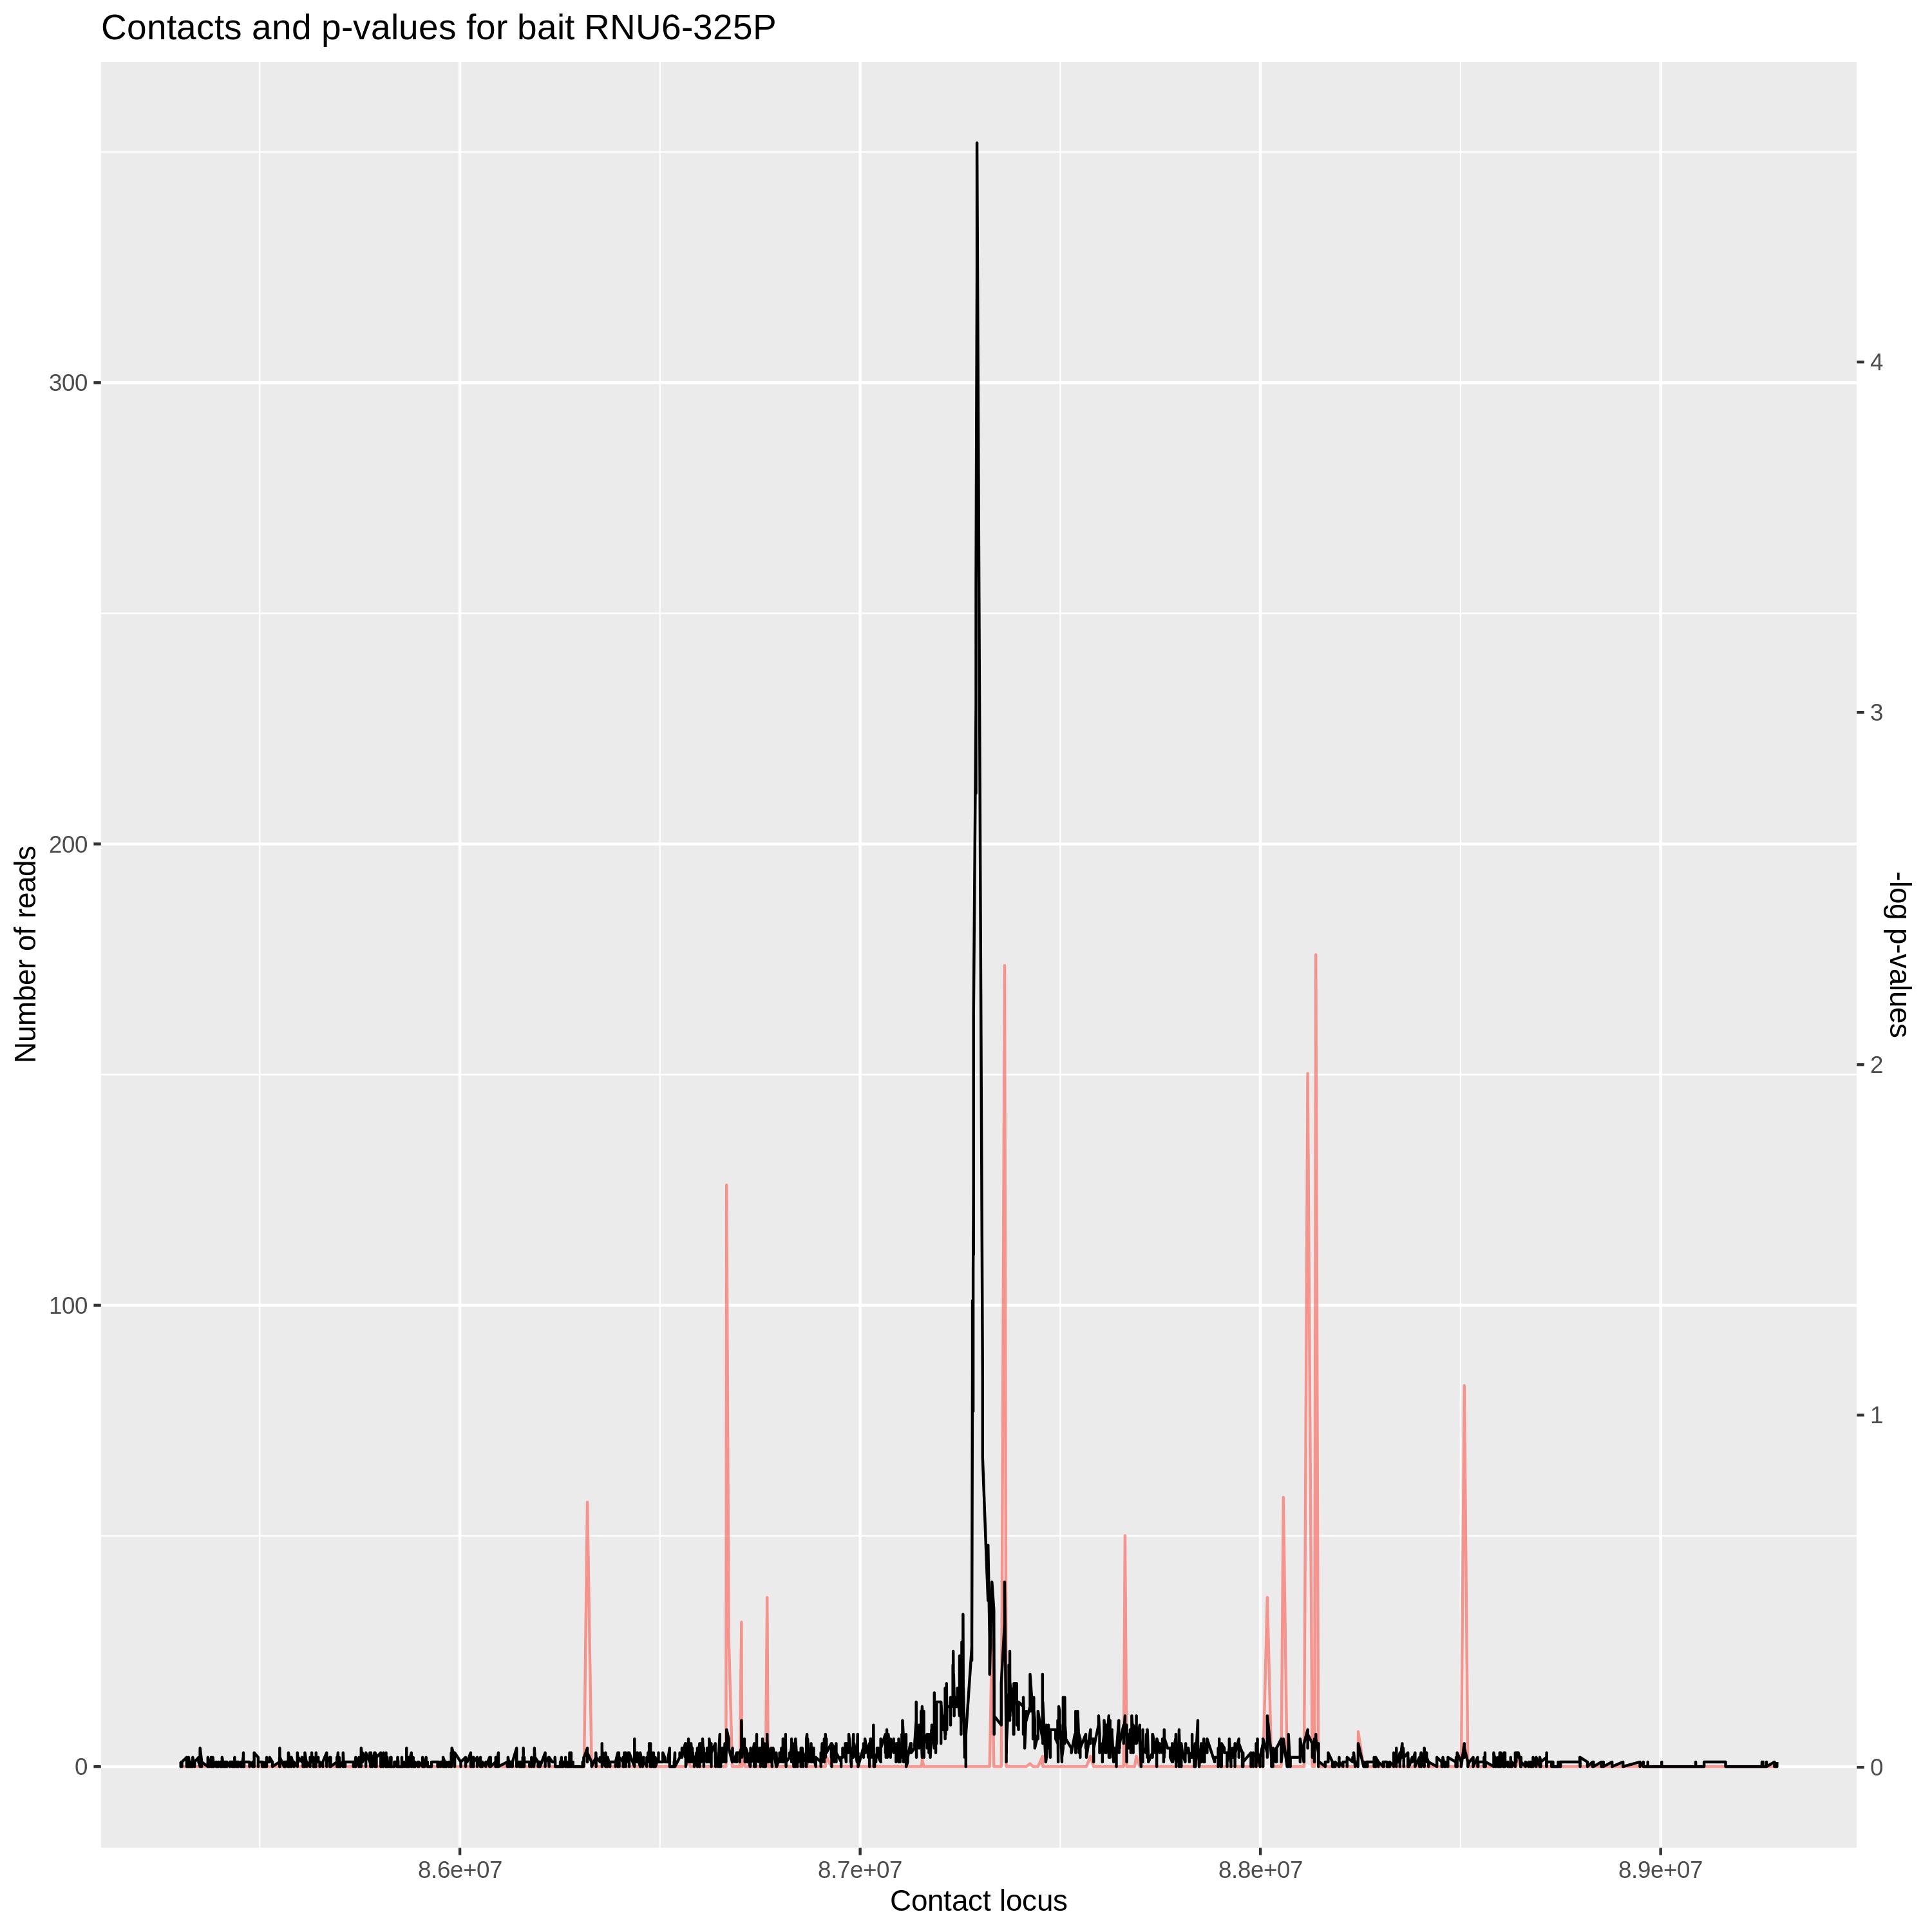 Contacts and p-values for bait RNU6-325P
Number of reads
300
200
100
0
4
3
2
1
0
-log p-values
8.6e+07 8.7e+07 8.8e+07 8.9e+07
Contact locus